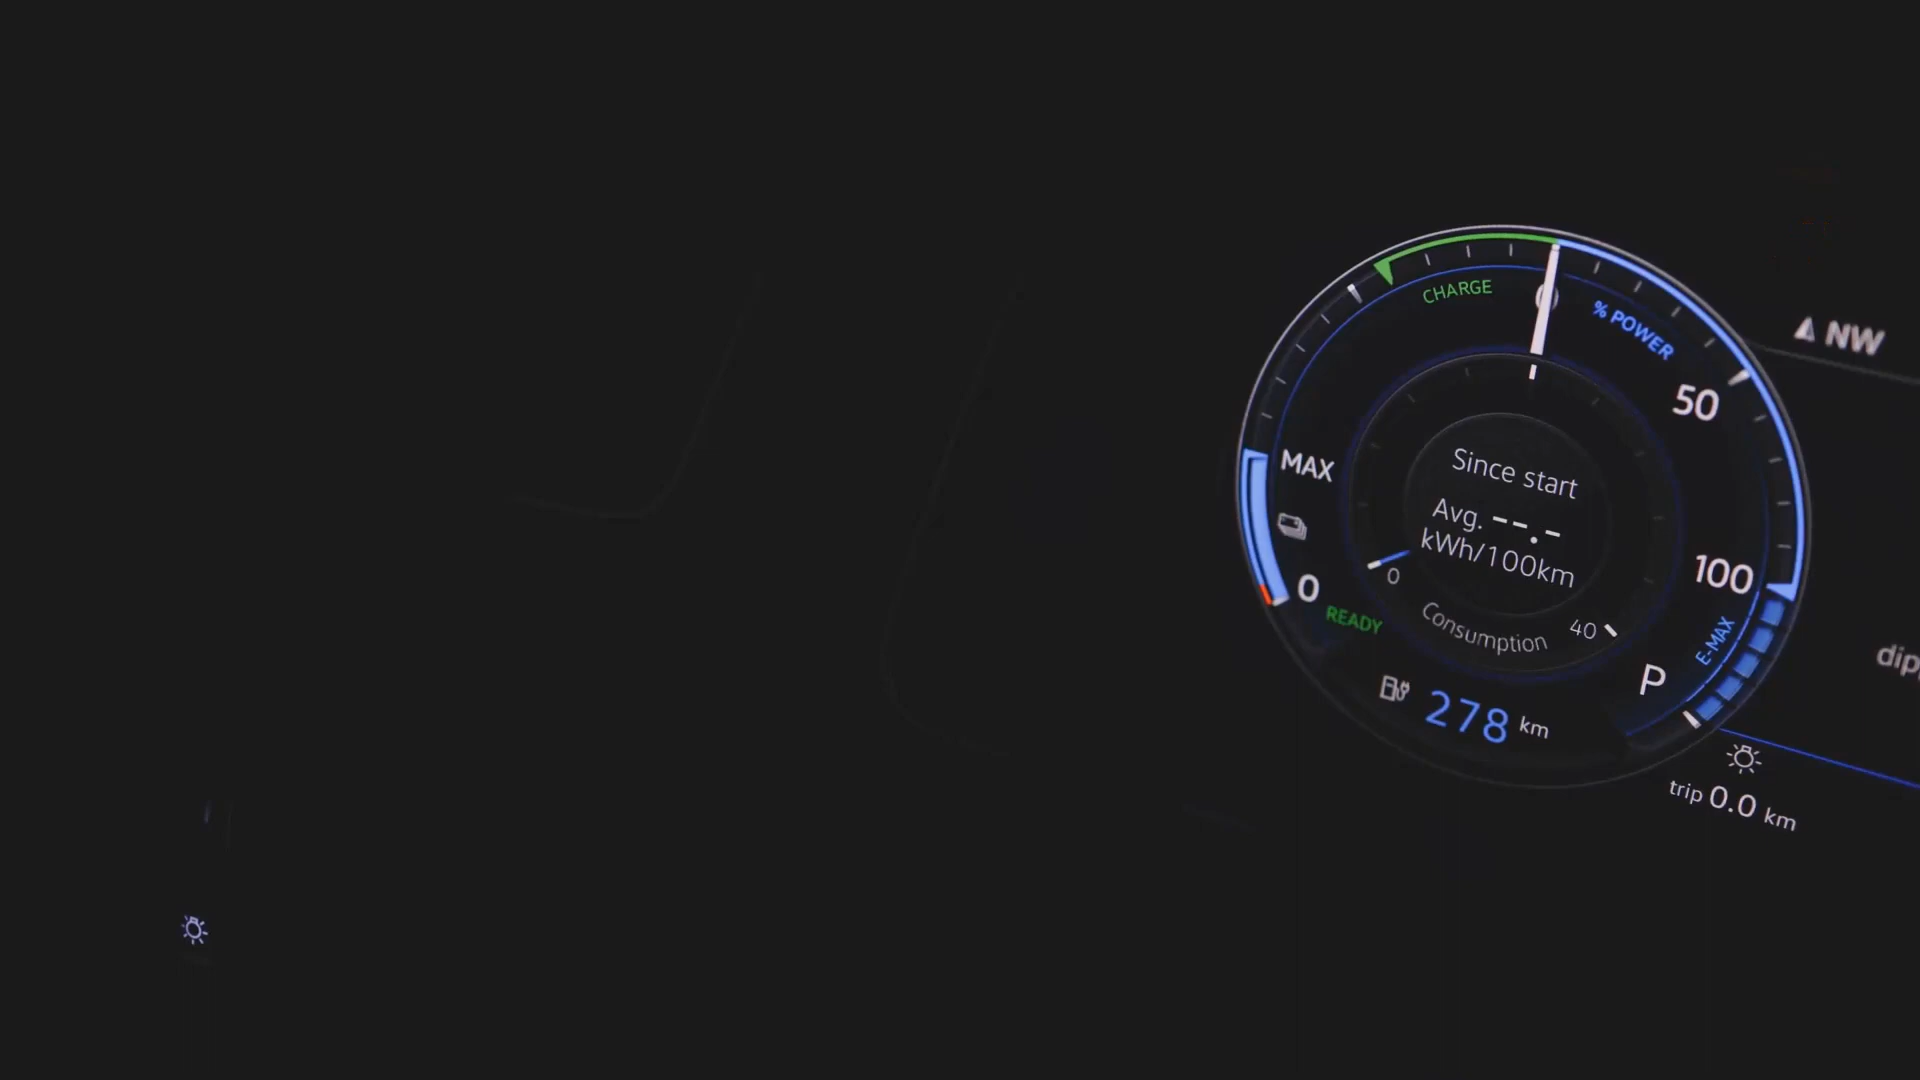 NW
CHARGE
% POWER
50
MAX
Since start
Avg. --.-
kWh/100km
100
0
0
READY
Consumption
40
E-MAX
P
278 km
trip 0.0 km